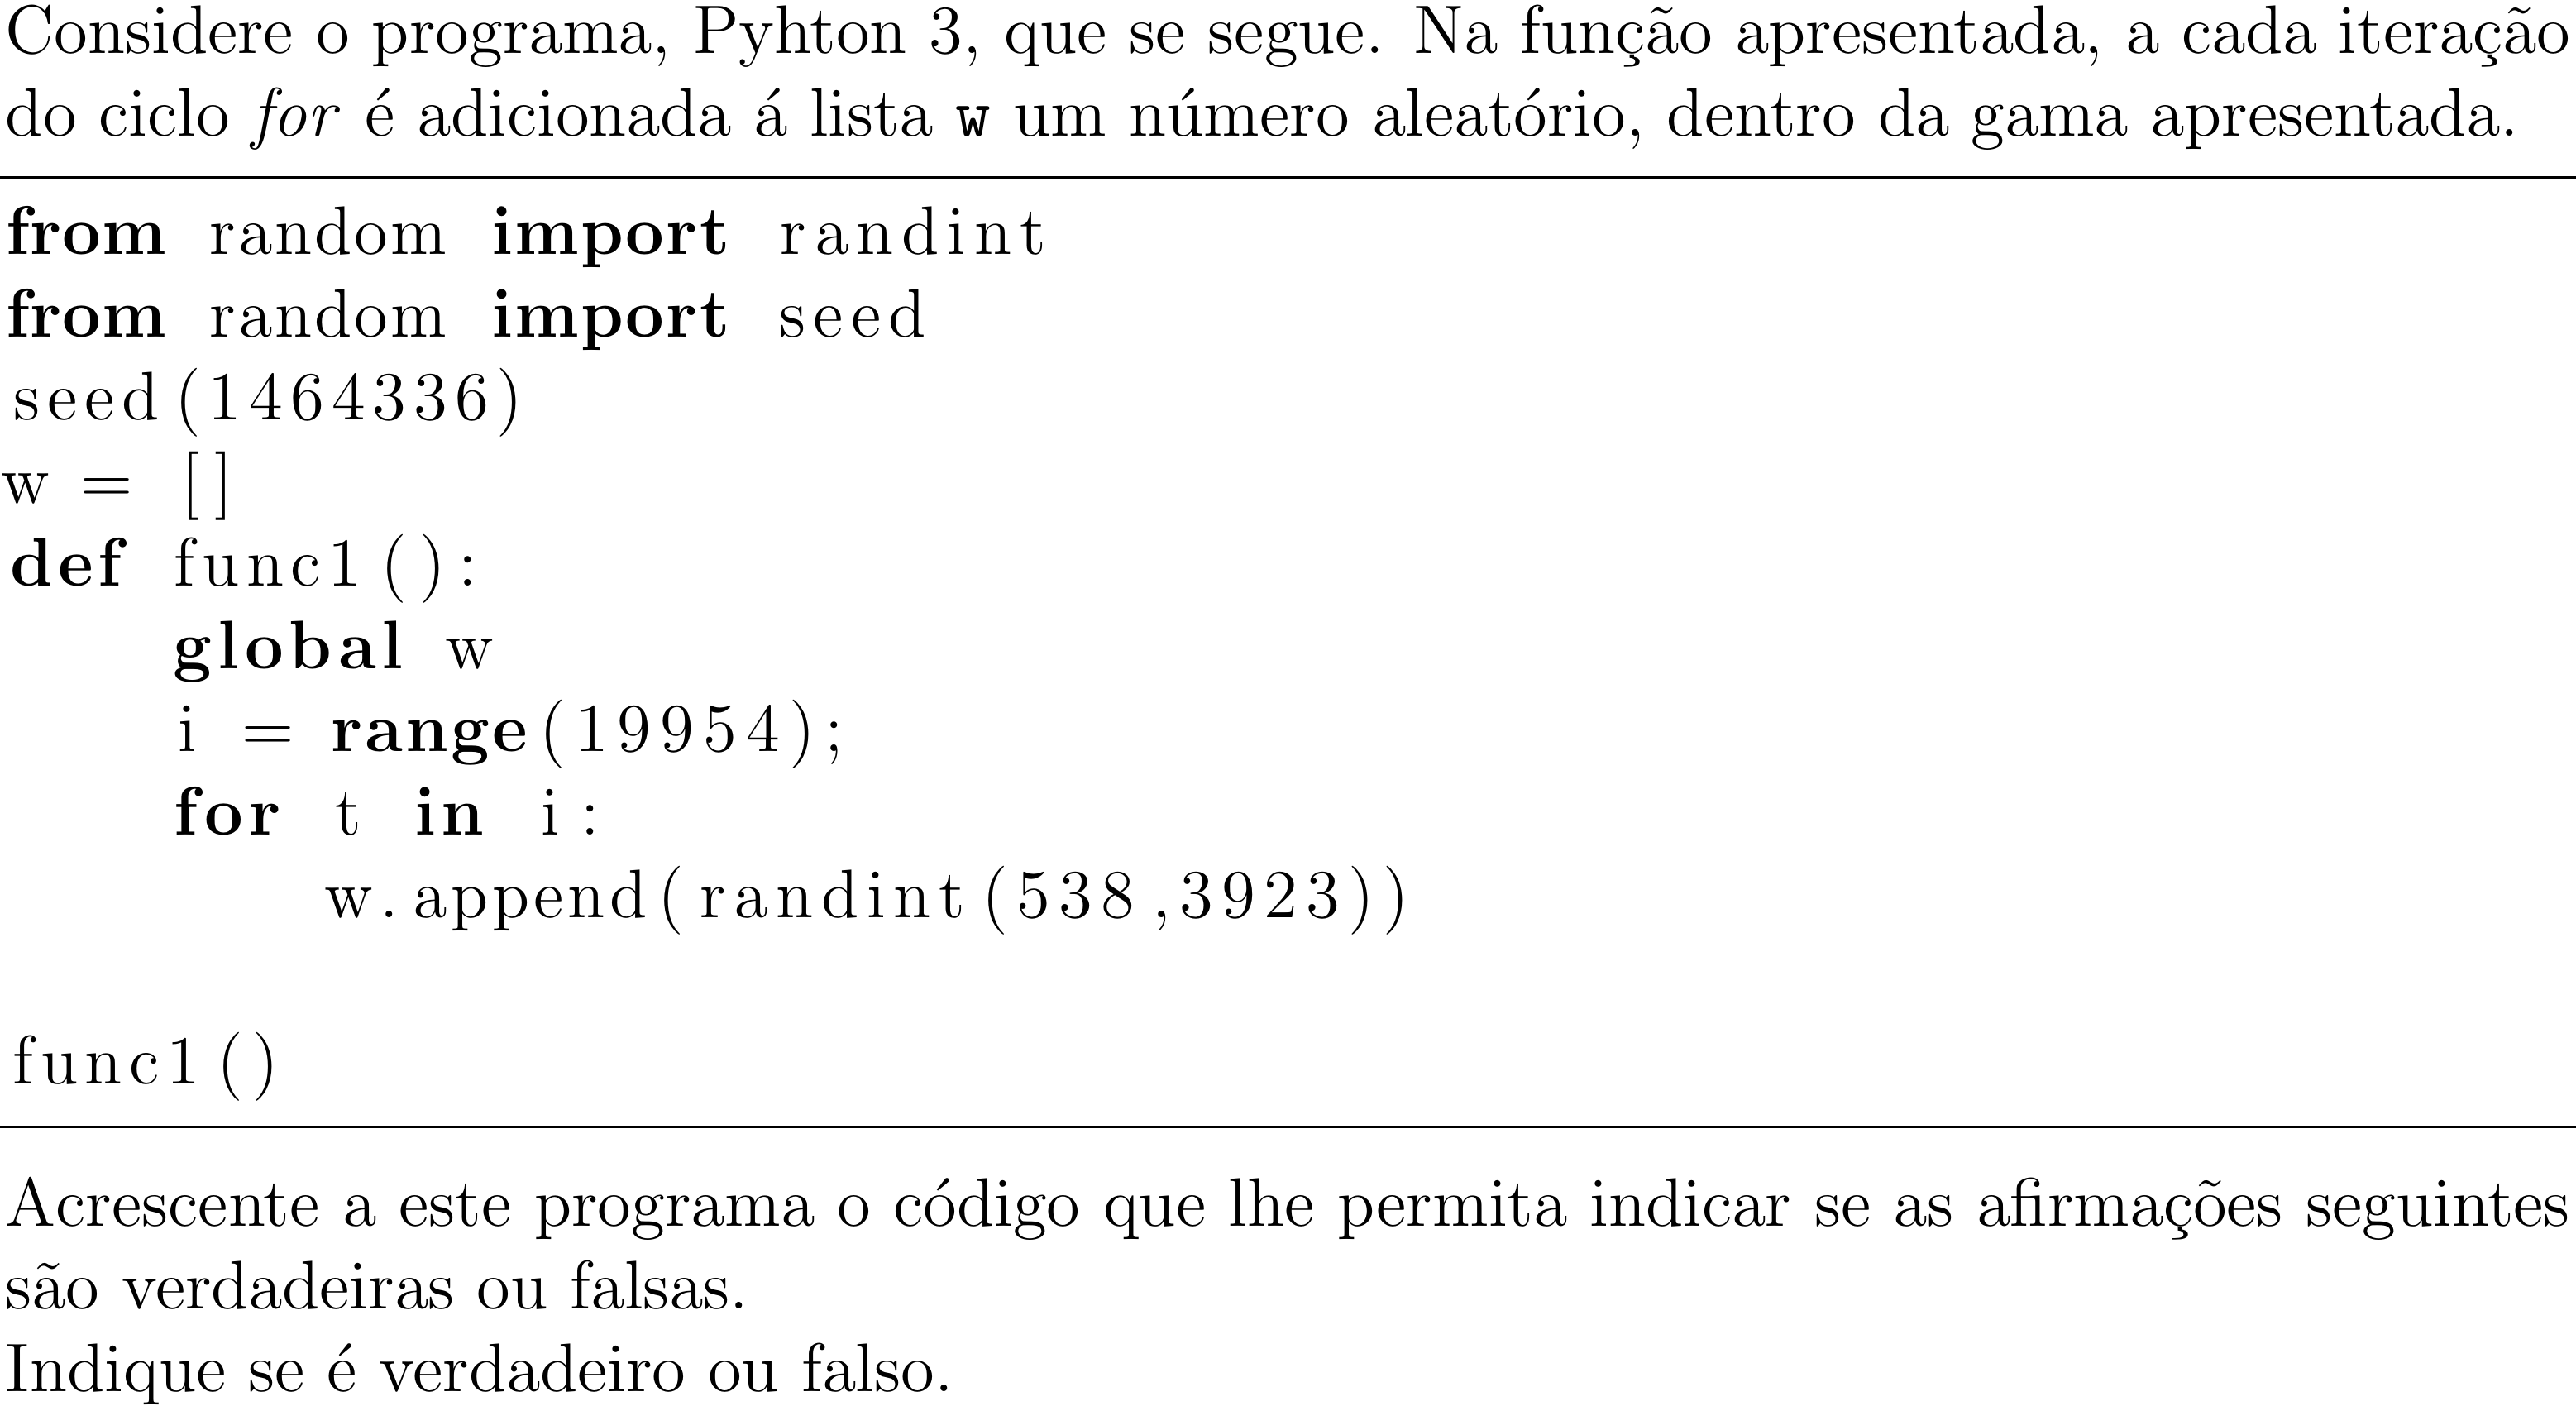 Considere o programa, Pyhton 3, que se segue. Na função apresentada, a cada iteração
do ciclo for é adicionada á lista w um número aleatório, dentro da gama apresentada.
from random import randint
from random import seed
seed(1464336)
w = []
def func1():
    global w
    i = range(19954);
    for t in i:
        w.append(randint(538,3923))
func1()
Acrescente a este programa o código que lhe permita indicar se as afirmações seguintes
são verdadeiras ou falsas.
Indique se é verdadeiro ou falso.